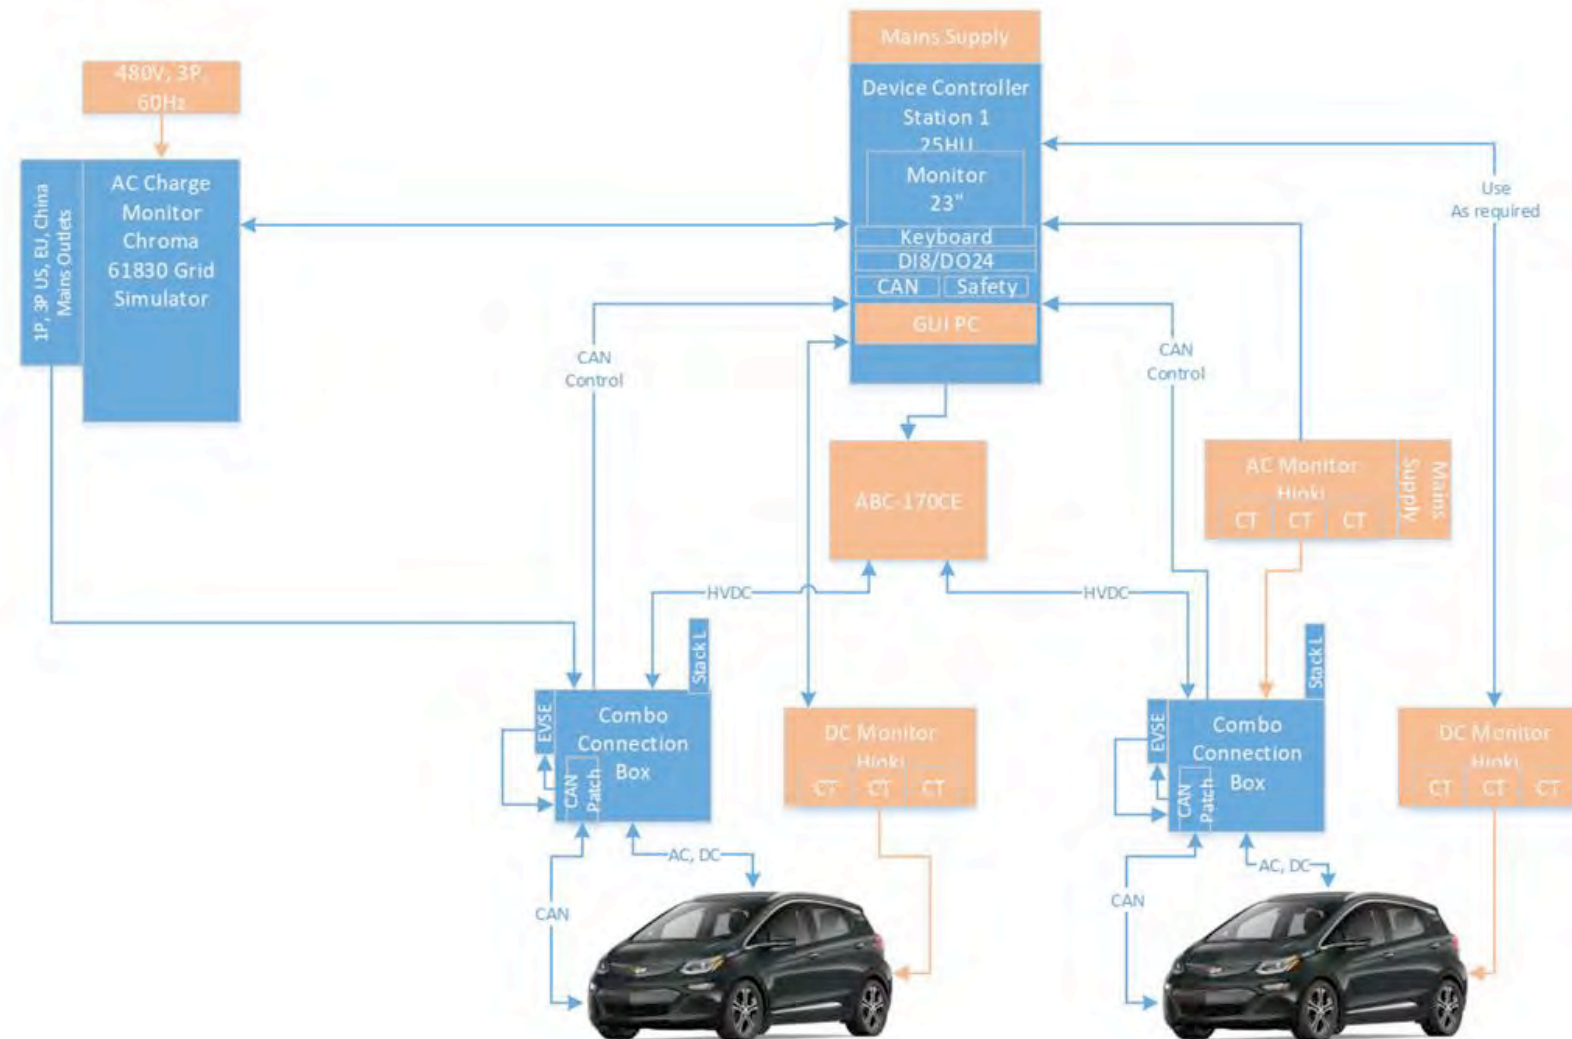 Mains Supply
480V, 3P,
60Hz
Device Controller
Station 1
25HU
Monitor
23"
Keyboard
DI8/DO24
CAN
Safety
GUI PC
1P, 3P US, EU, China
Mains Outlets
AC Charge
Monitor
Chroma
61830 Grid
Simulator
Use
As required
CAN
Control
CAN
Control
ABC-170CE
AC Monitor
Hioki
CT CT CT
Mains
Supply
HVDC
HVDC
Stack L
Stack L
EVSE
Combo
Connection
Box
CAN
Patch
DC Monitor
Hioki
CT CT CT
EVSE
Combo
Connection
Box
CAN
Patch
DC Monitor
Hioki
CT CT CT
AC, DC
AC, DC
CAN
CAN